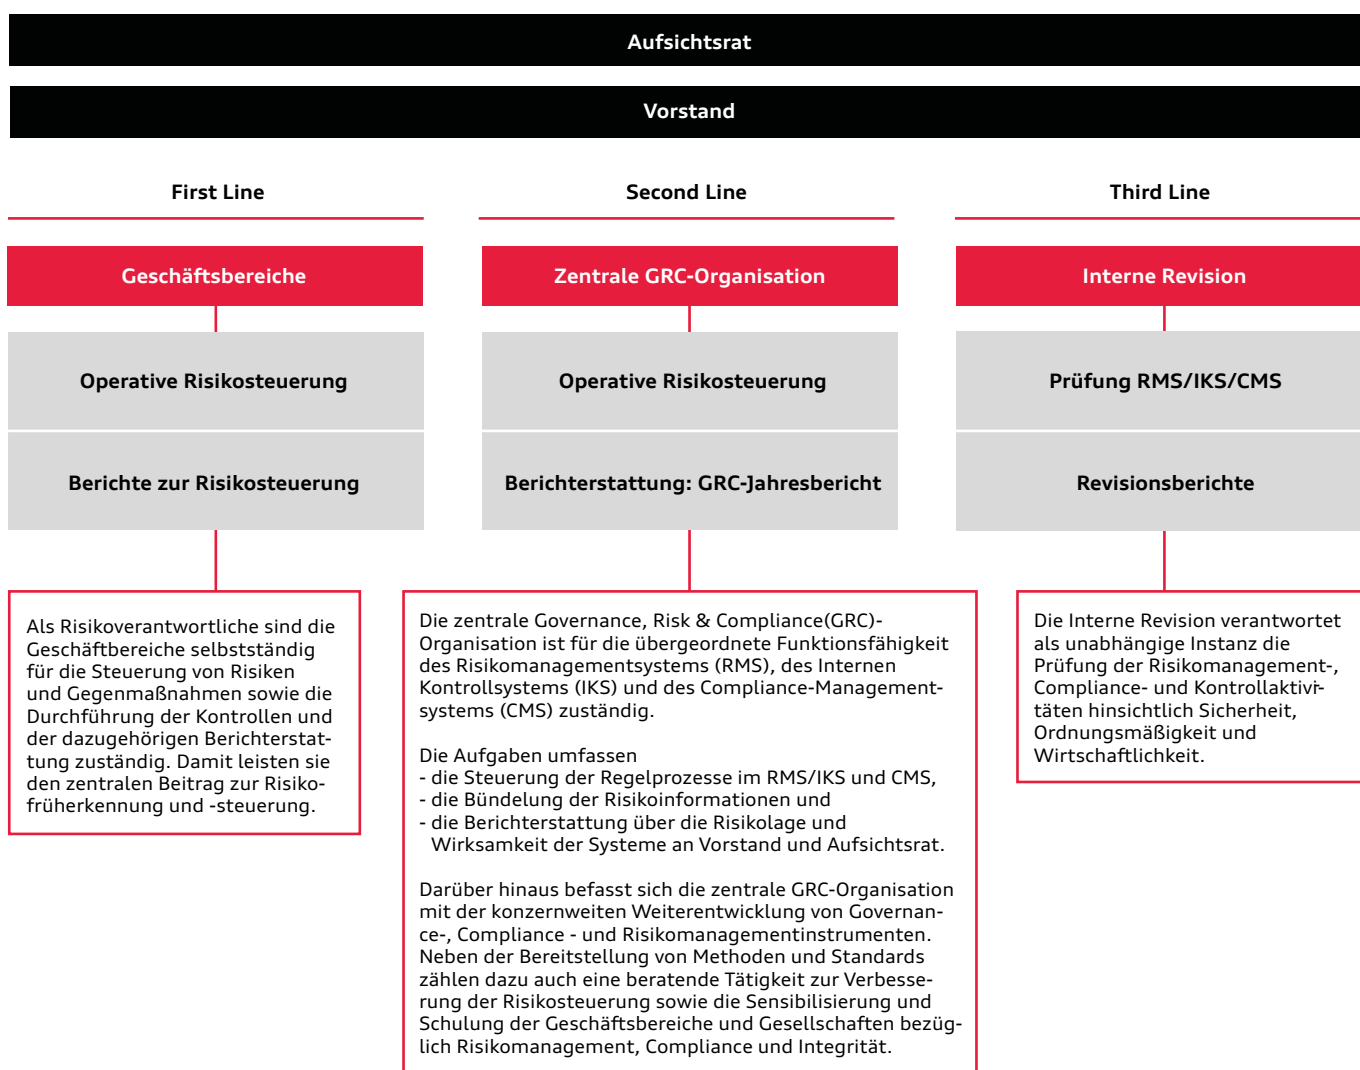 Aufsichtsrat
Vorstand
First Line
Geschäftsbereiche
Operative Risikosteuerung
Berichte zur Risikosteuerung
Als Risikoverantwortliche sind die
Geschäftbereiche selbstständig
für die Steuerung von Risiken
und Gegenmaßnahmen sowie die
Durchführung der Kontrollen und
der dazugehörigen Berichterstat-
tung zuständig. Damit leisten sie
den zentralen Beitrag zur Risiko-
früherkennung und -steuerung.
Second Line
Zentrale GRC-Organisation
Operative Risikosteuerung
Berichterstattung: GRC-Jahresbericht
Die zentrale Governance, Risk & Compliance(GRC)-
Organisation ist für die übergeordnete Funktionsfähigkeit
des Risikomanagementsystems (RMS), des Internen
Kontrollsystems (IKS) und des Compliance-Management-
systems (CMS) zuständig.
Die Aufgaben umfassen
- die Steuerung der Regelprozesse im RMS/IKS und CMS,
- die Bündelung der Risikoinformationen und
- die Berichterstattung über die Risikolage und
Wirksamkeit der Systeme an Vorstand und Aufsichtsrat.
Darüber hinaus befasst sich die zentrale GRC-Organisation
mit der konzernweiten Weiterentwicklung von Governan-
ce-, Compliance - und Risikomanagementinstrumenten.
Neben der Bereitstellung von Methoden und Standards
zählen dazu auch eine beratende Tätigkeit zur Verbesse-
rung der Risikosteuerung sowie die Sensibilisierung und
Schulung der Geschäftsbereiche und Gesellschaften bezüg-
lich Risikomanagement, Compliance und Integrität.
Third Line
Interne Revision
Prüfung RMS/IKS/CMS
Revisionsberichte
Die Interne Revision verantwortet
als unabhängige Instanz die
Prüfung der Risikomanagement-,
Compliance- und Kontrollaktivi-
täten hinsichtlich Sicherheit,
Ordnungsmäßigkeit und
Wirtschaftlichkeit.